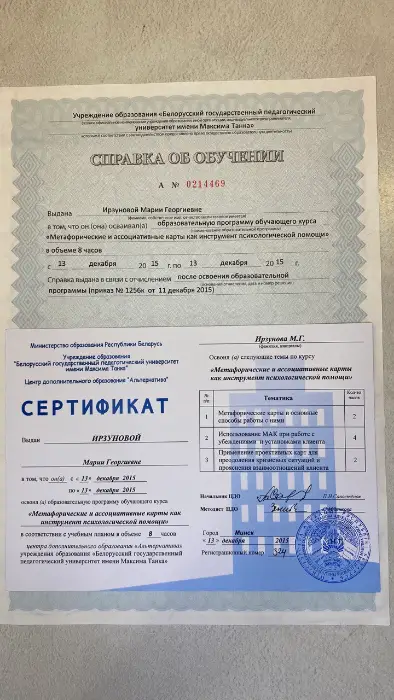 Учреждение образования «Белорусский государственный педагогический
университет имени Максима Танка»
СПРАВКА ОБ ОБУЧЕНИИ
А № 0214469
Выдана Ирзуновой Марии Георгиевне
в том, что он (она) осваивал(а) образовательную программу обучающего курса
«Метафорические и ассоциативные карты как инструмент психологической помощи»
в объеме 8 часов
с 13 декабря 2015 г. по 13 декабря 2015 г.
Справка выдана в связи с отчислением после освоения образовательной
программы (приказ № 1256к от 11 декабря 2015)
Министерство образования Республики Беларусь
Учреждение образования
"Белорусский государственный педагогический университет
имени Максима Танка"
Центр дополнительного образования "Альтернатива"
СЕРТИФИКАТ
Выдан ИРЗУНОВОЙ
Марии Георгиевне
в том, что он(а) с «13» декабря 2015
по «13» декабря 2015
освоил(а) образовательную программу обучающего курса
«Метафорические и ассоциативные карты как
инструмент психологической помощи»
в соответствии с учебным планом в объеме 8 часов
центра дополнительного образования «Альтернатива»
учреждения образования «Белорусский государственный
педагогический университет имени Максима Танка»
Ирзунова М.Г.
(фамилия, инициалы)
Освоил (а) следующие темы по курсу
«Метафорические и ассоциативные карты
как инструмент психологической помощи»
№ п/п Тематика Кол-во часов
1 Метафорические карты и основные способы работы с ними 2
2 Использование МАК при работе с убеждениями и установками клиента 4
3 Применение проективных карт для преодоления кризисных ситуаций и прояснения взаимоотношений клиента 2
Начальник ЦДО
Методист ЦДО
Город Минск
«13» декабря 2015
Регистрационный номер 324